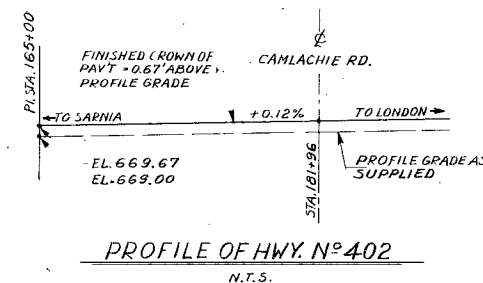 PI. STA. 165+00
FINISHED CROWN OF
PAV'T = 0.67' ABOVE
PROFILE GRADE
℄
CAMLACHIE RD.
←TO SARNIA
+0.12%
TO LONDON→
EL. 669.67
EL. 669.00
STA. 181+96
PROFILE GRADE AS
SUPPLIED
PROFILE OF HWY. Nº 402
N.T.S.